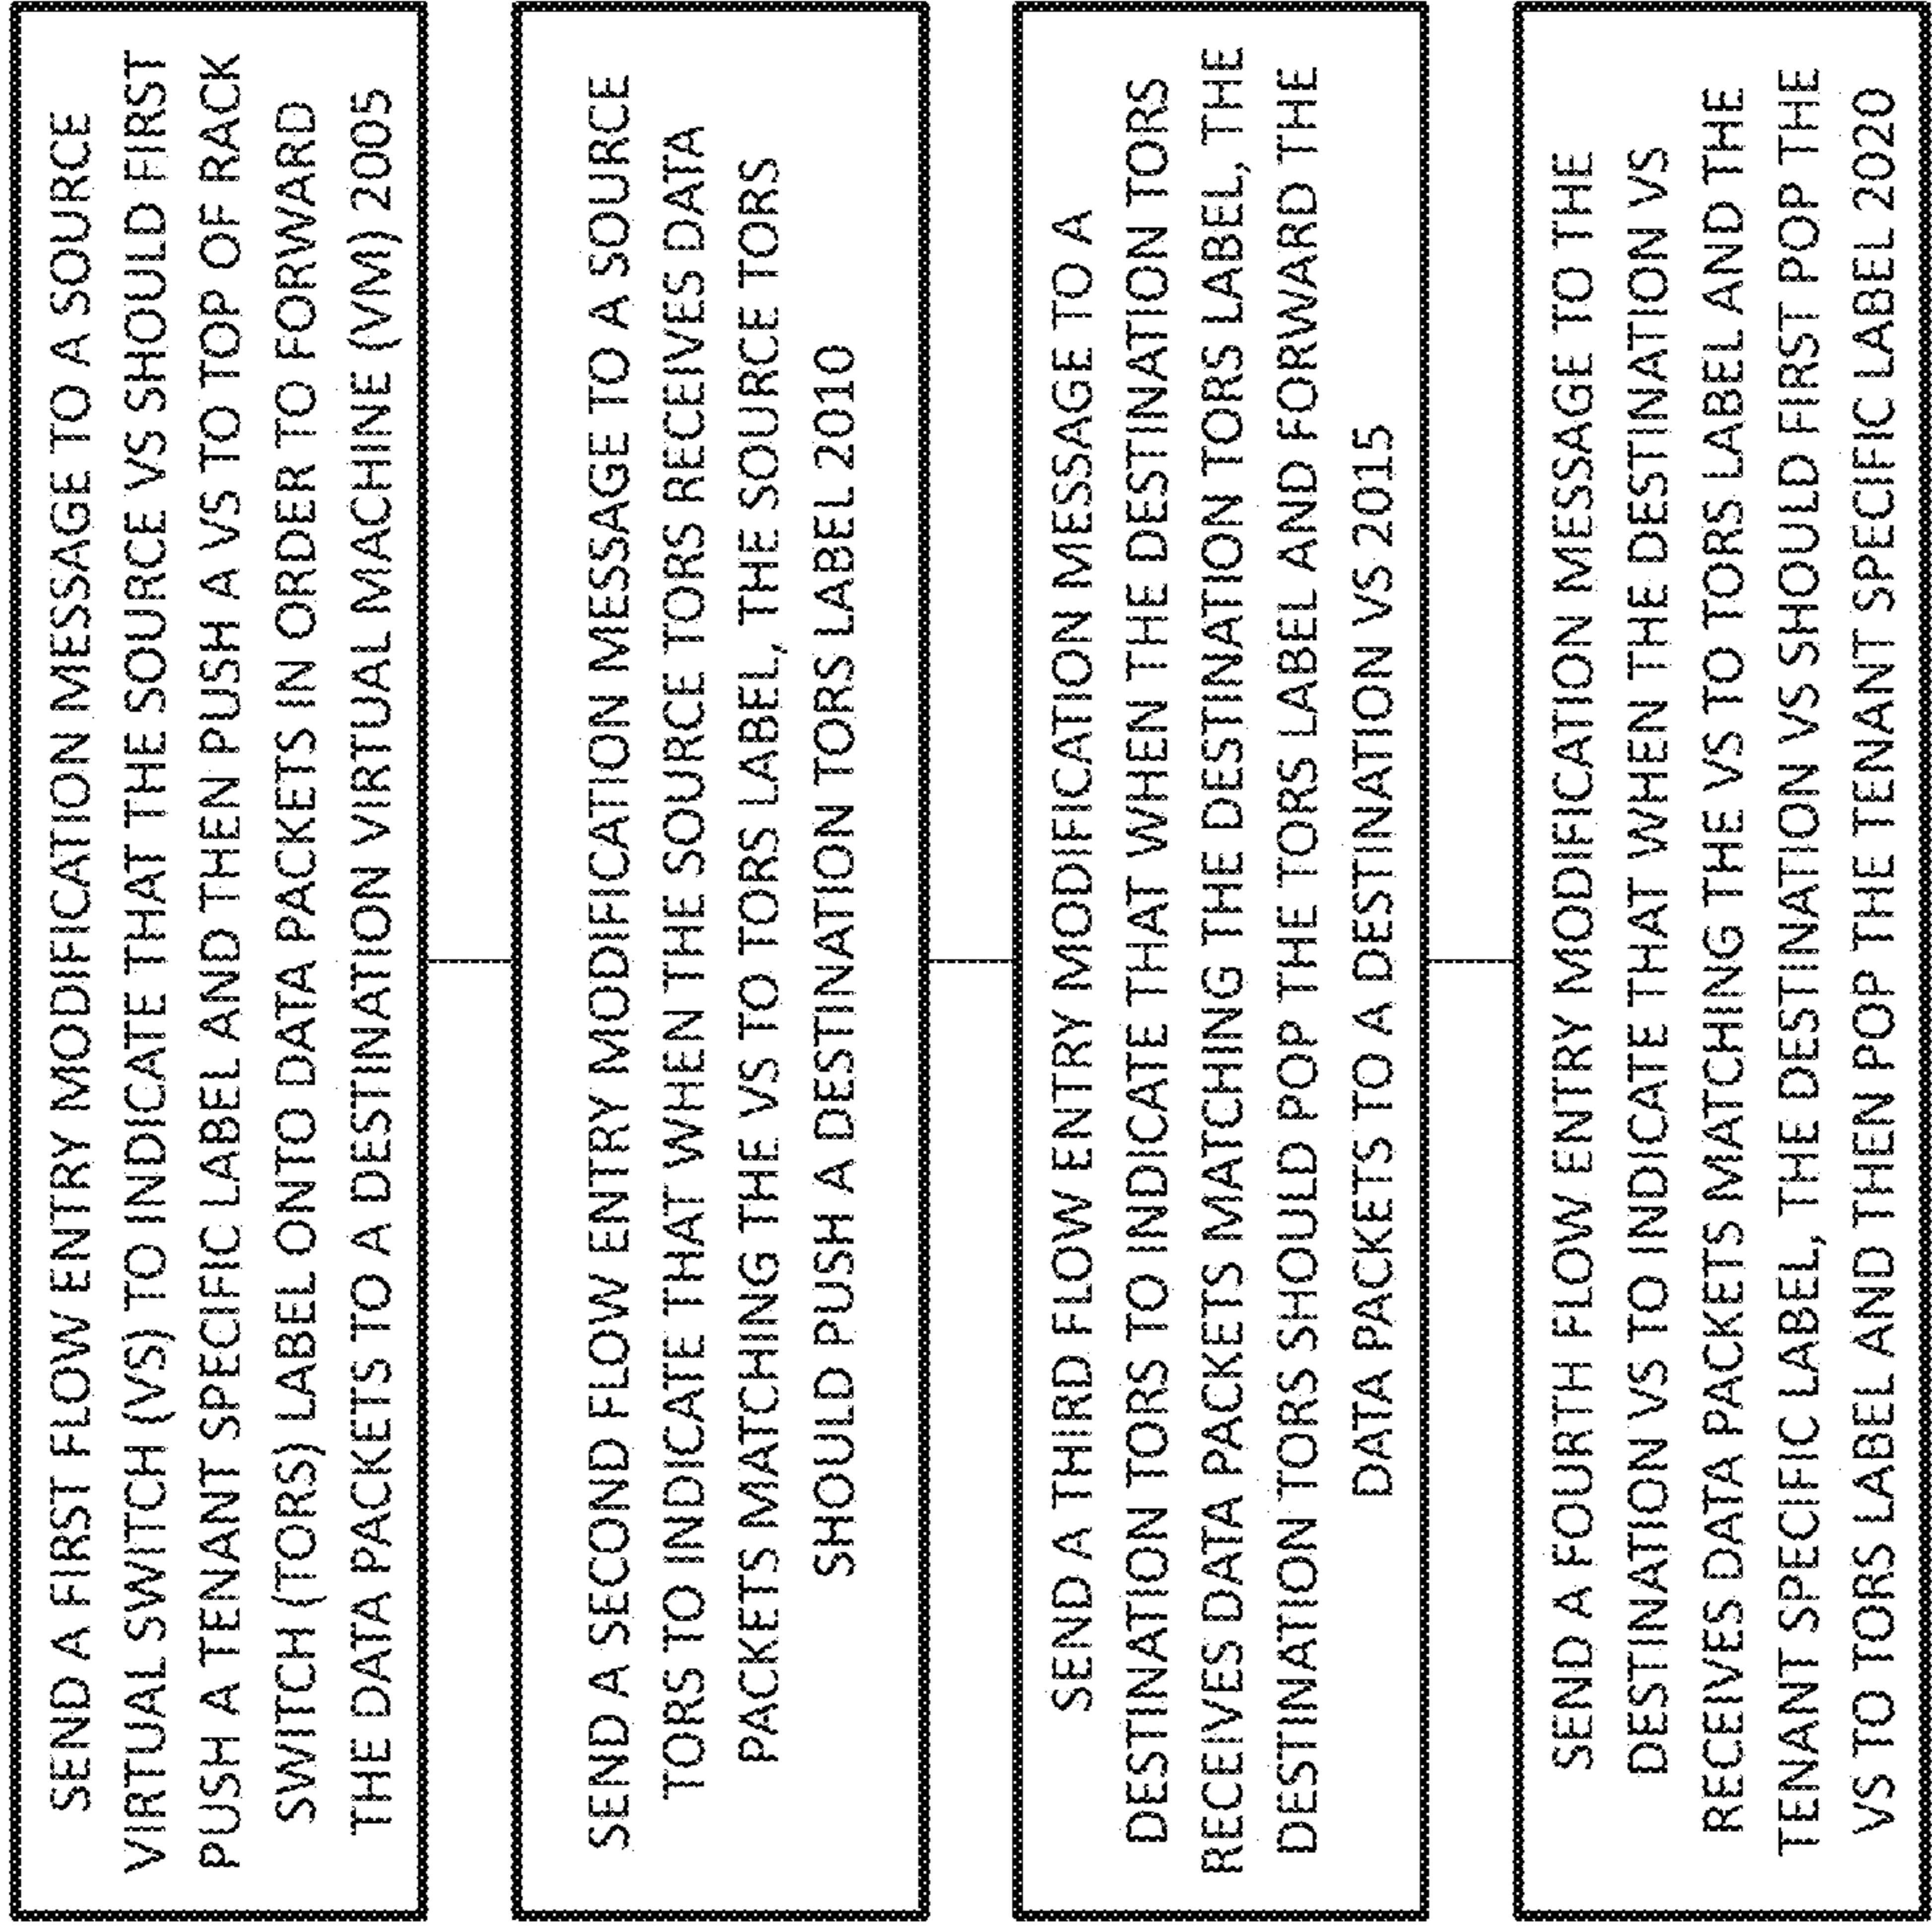 SEND A FIRST FLOW ENTRY MODIFICATION MESSAGE TO A SOURCE
VIRTUAL SWITCH (VS) TO INDICATE THAT THE SOURCE VS SHOULD FIRST
PUSH A TENANT SPECIFIC LABEL AND THEN PUSH A VS TO TOP OF RACK
SWITCH (TORS) LABEL ONTO DATA PACKETS IN ORDER TO FORWARD
THE DATA PACKETS TO A DESTINATION VIRTUAL MACHINE (VM) 2005
SEND A SECOND FLOW ENTRY MODIFICATION MESSAGE TO A SOURCE
TORS TO INDICATE THAT WHEN THE SOURCE TORS RECEIVES DATA
PACKETS MATCHING THE VS TO TORS LABEL, THE SOURCE TORS
SHOULD PUSH A DESTINATION TORS LABEL 2010
SEND A THIRD FLOW ENTRY MODIFICATION MESSAGE TO A
DESTINATION TORS TO INDICATE THAT WHEN THE DESTINATION TORS
RECEIVES DATA PACKETS MATCHING THE DESTINATION TORS LABEL, THE
DESTINATION TORS SHOULD POP THE TORS LABEL AND FORWARD THE
DATA PACKETS TO A DESTINATION VS 2015
SEND A FOURTH FLOW ENTRY MODIFICATION MESSAGE TO THE
DESTINATION VS TO INDICATE THAT WHEN THE DESTINATION VS
RECEIVES DATA PACKETS MATCHING THE VS TO TORS LABEL AND THE
TENANT SPECIFIC LABEL, THE DESTINATION VS SHOULD FIRST POP THE
VS TO TORS LABEL AND THEN POP THE TENANT SPECIFIC LABEL 2020